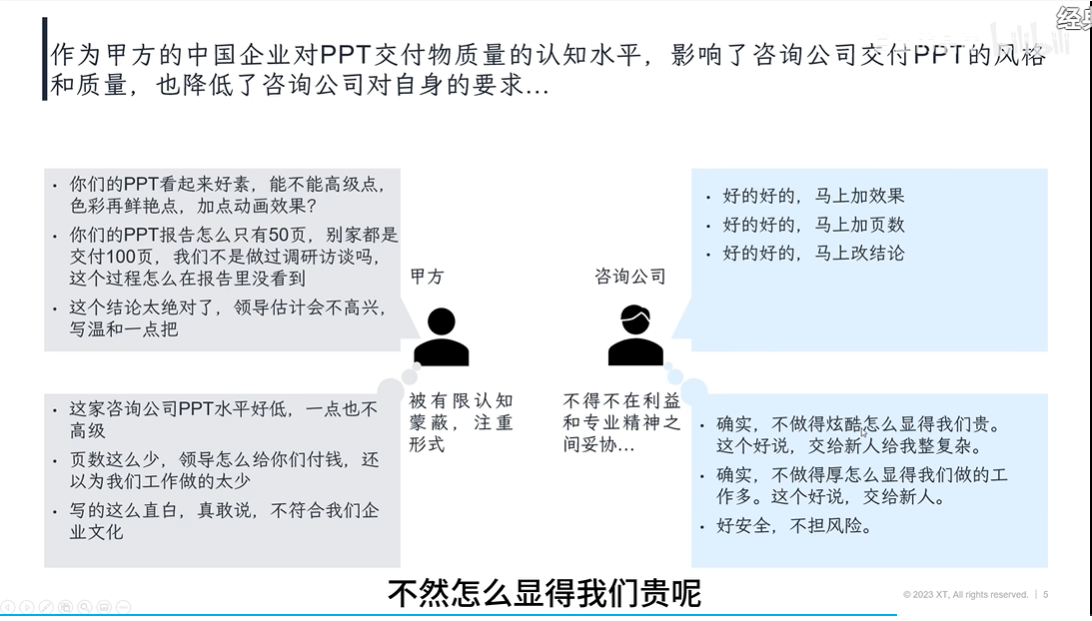 经典
作为甲方的中国企业对PPT交付物质量的认知水平，影响了咨询公司交付PPT的风格
和质量，也降低了咨询公司对自身的要求…
· 你们的PPT看起来好素，能不能高级点，
色彩再鲜艳点，加点动画效果？
· 你们的PPT报告怎么只有50页，别家都是
交付100页，我们不是做过调研访谈吗，
这个过程怎么在报告里没看到
· 这个结论太绝对了，领导估计会不高兴，
写温和一点把
甲方
咨询公司
· 好的好的，马上加效果
· 好的好的，马上加页数
· 好的好的，马上改结论
· 这家咨询公司PPT水平好低，一点也不
高级
· 页数这么少，领导怎么给你们付钱，还
以为我们工作做的太少
· 写的这么直白，真敢说，不符合我们企
业文化
被有限认知
蒙蔽，注重
形式
不得不在利益
和专业精神之
间妥协…
· 确实，不做得炫酷怎么显得我们贵。
这个好说，交给新人给我整复杂。
· 确实，不做得厚怎么显得我们做的工
作多。这个好说，交给新人。
· 好安全，不担风险。
不然怎么显得我们贵呢
© 2023 XT, All rights reserved. | 5